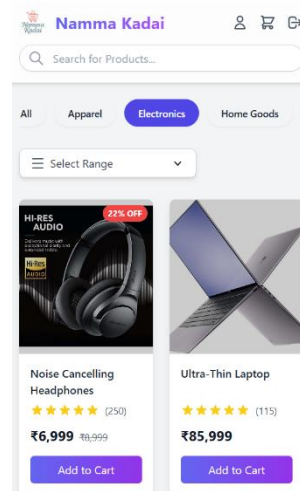 Namma
Kadai
Namma Kadai
Search for Products...
All
Apparel
Electronics
Home Goods
Select Range
HI-RES
AUDIO
22% OFF
Hi-Res
AUDIO
Noise Cancelling
Headphones
(250)
₹6,999 ₹8,999
Add to Cart
Ultra-Thin Laptop
(115)
₹85,999
Add to Cart